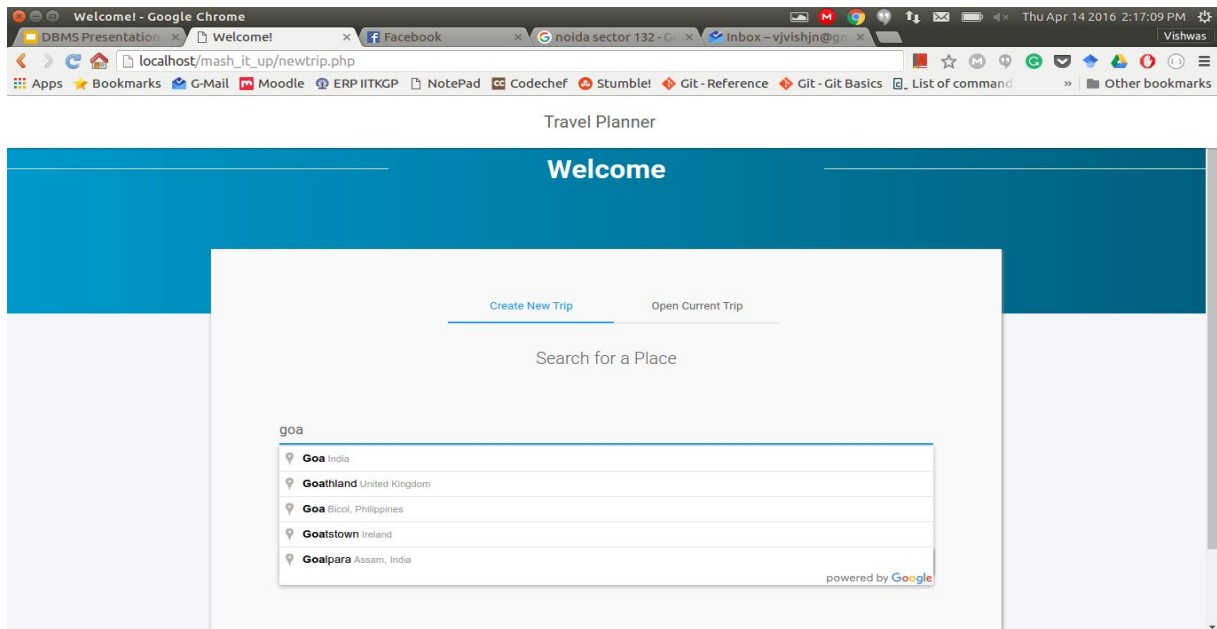 Welcome! - Google Chrome
Thu Apr 14 2016 2:17:09 PM
DBMS Presentation
Welcome!
Facebook
noida sector 132 - Go
Inbox – vjvishjn@gm
Vishwas
localhost/mash_it_up/newtrip.php
Apps Bookmarks G-Mail Moodle ERP IITKGP NotePad Codechef Stumble! Git - Reference Git - Git Basics List of command » Other bookmarks
Travel Planner
Welcome
Create New Trip
Open Current Trip
Search for a Place
goa
Goa India
Goathland United Kingdom
Goa Bicol, Philippines
Goatstown Ireland
Goalpara Assam, India
powered by Google